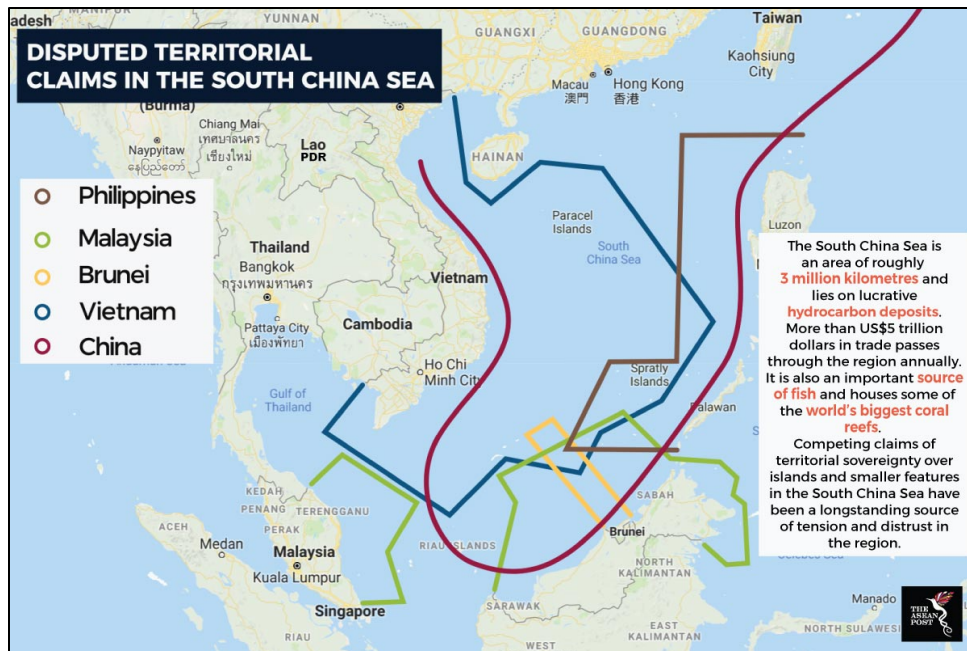 DISPUTED TERRITORIAL
CLAIMS IN THE SOUTH CHINA SEA
Philippines
Malaysia
Brunei
Vietnam
China
YUNNAN
GUANGXI
GUANGDONG
Taiwan
Kaohsiung
City
Macau
澳門
Hong Kong
香港
(Burma)
Naypyitaw
နေပြည်တော်
Chiang Mai
เชียงใหม่
Lao
PDR
HAINAN
Paracel
Islands
South
China Sea
Luzon
Thailand
Bangkok
กรุงเทพมหานคร
Vietnam
Pattaya City
เมืองพัทยา
Cambodia
Ho Chi
Minh City
Gulf of
Thailand
Spratly
Islands
Palawan
KEDAH
PENANG
TERENGGANU
PERAK
ACEH
Medan
Malaysia
Kuala Lumpur
Singapore
RIAU
RIAU ISLANDS
SABAH
Brunei
SARAWAK
NORTH
KALIMANTAN
EAST
KALIMANTAN
WEST
Manado
NORTH SULAWESI
The South China Sea is
an area of roughly
3 million kilometres and
lies on lucrative
hydrocarbon deposits.
More than US$5 trillion
dollars in trade passes
through the region annually.
It is also an important source
of fish and houses some of
the world's biggest coral
reefs.
Competing claims of
territorial sovereignty over
islands and smaller features
in the South China Sea have
been a longstanding source
of tension and distrust in
the region.
THE
ASEAN
POST